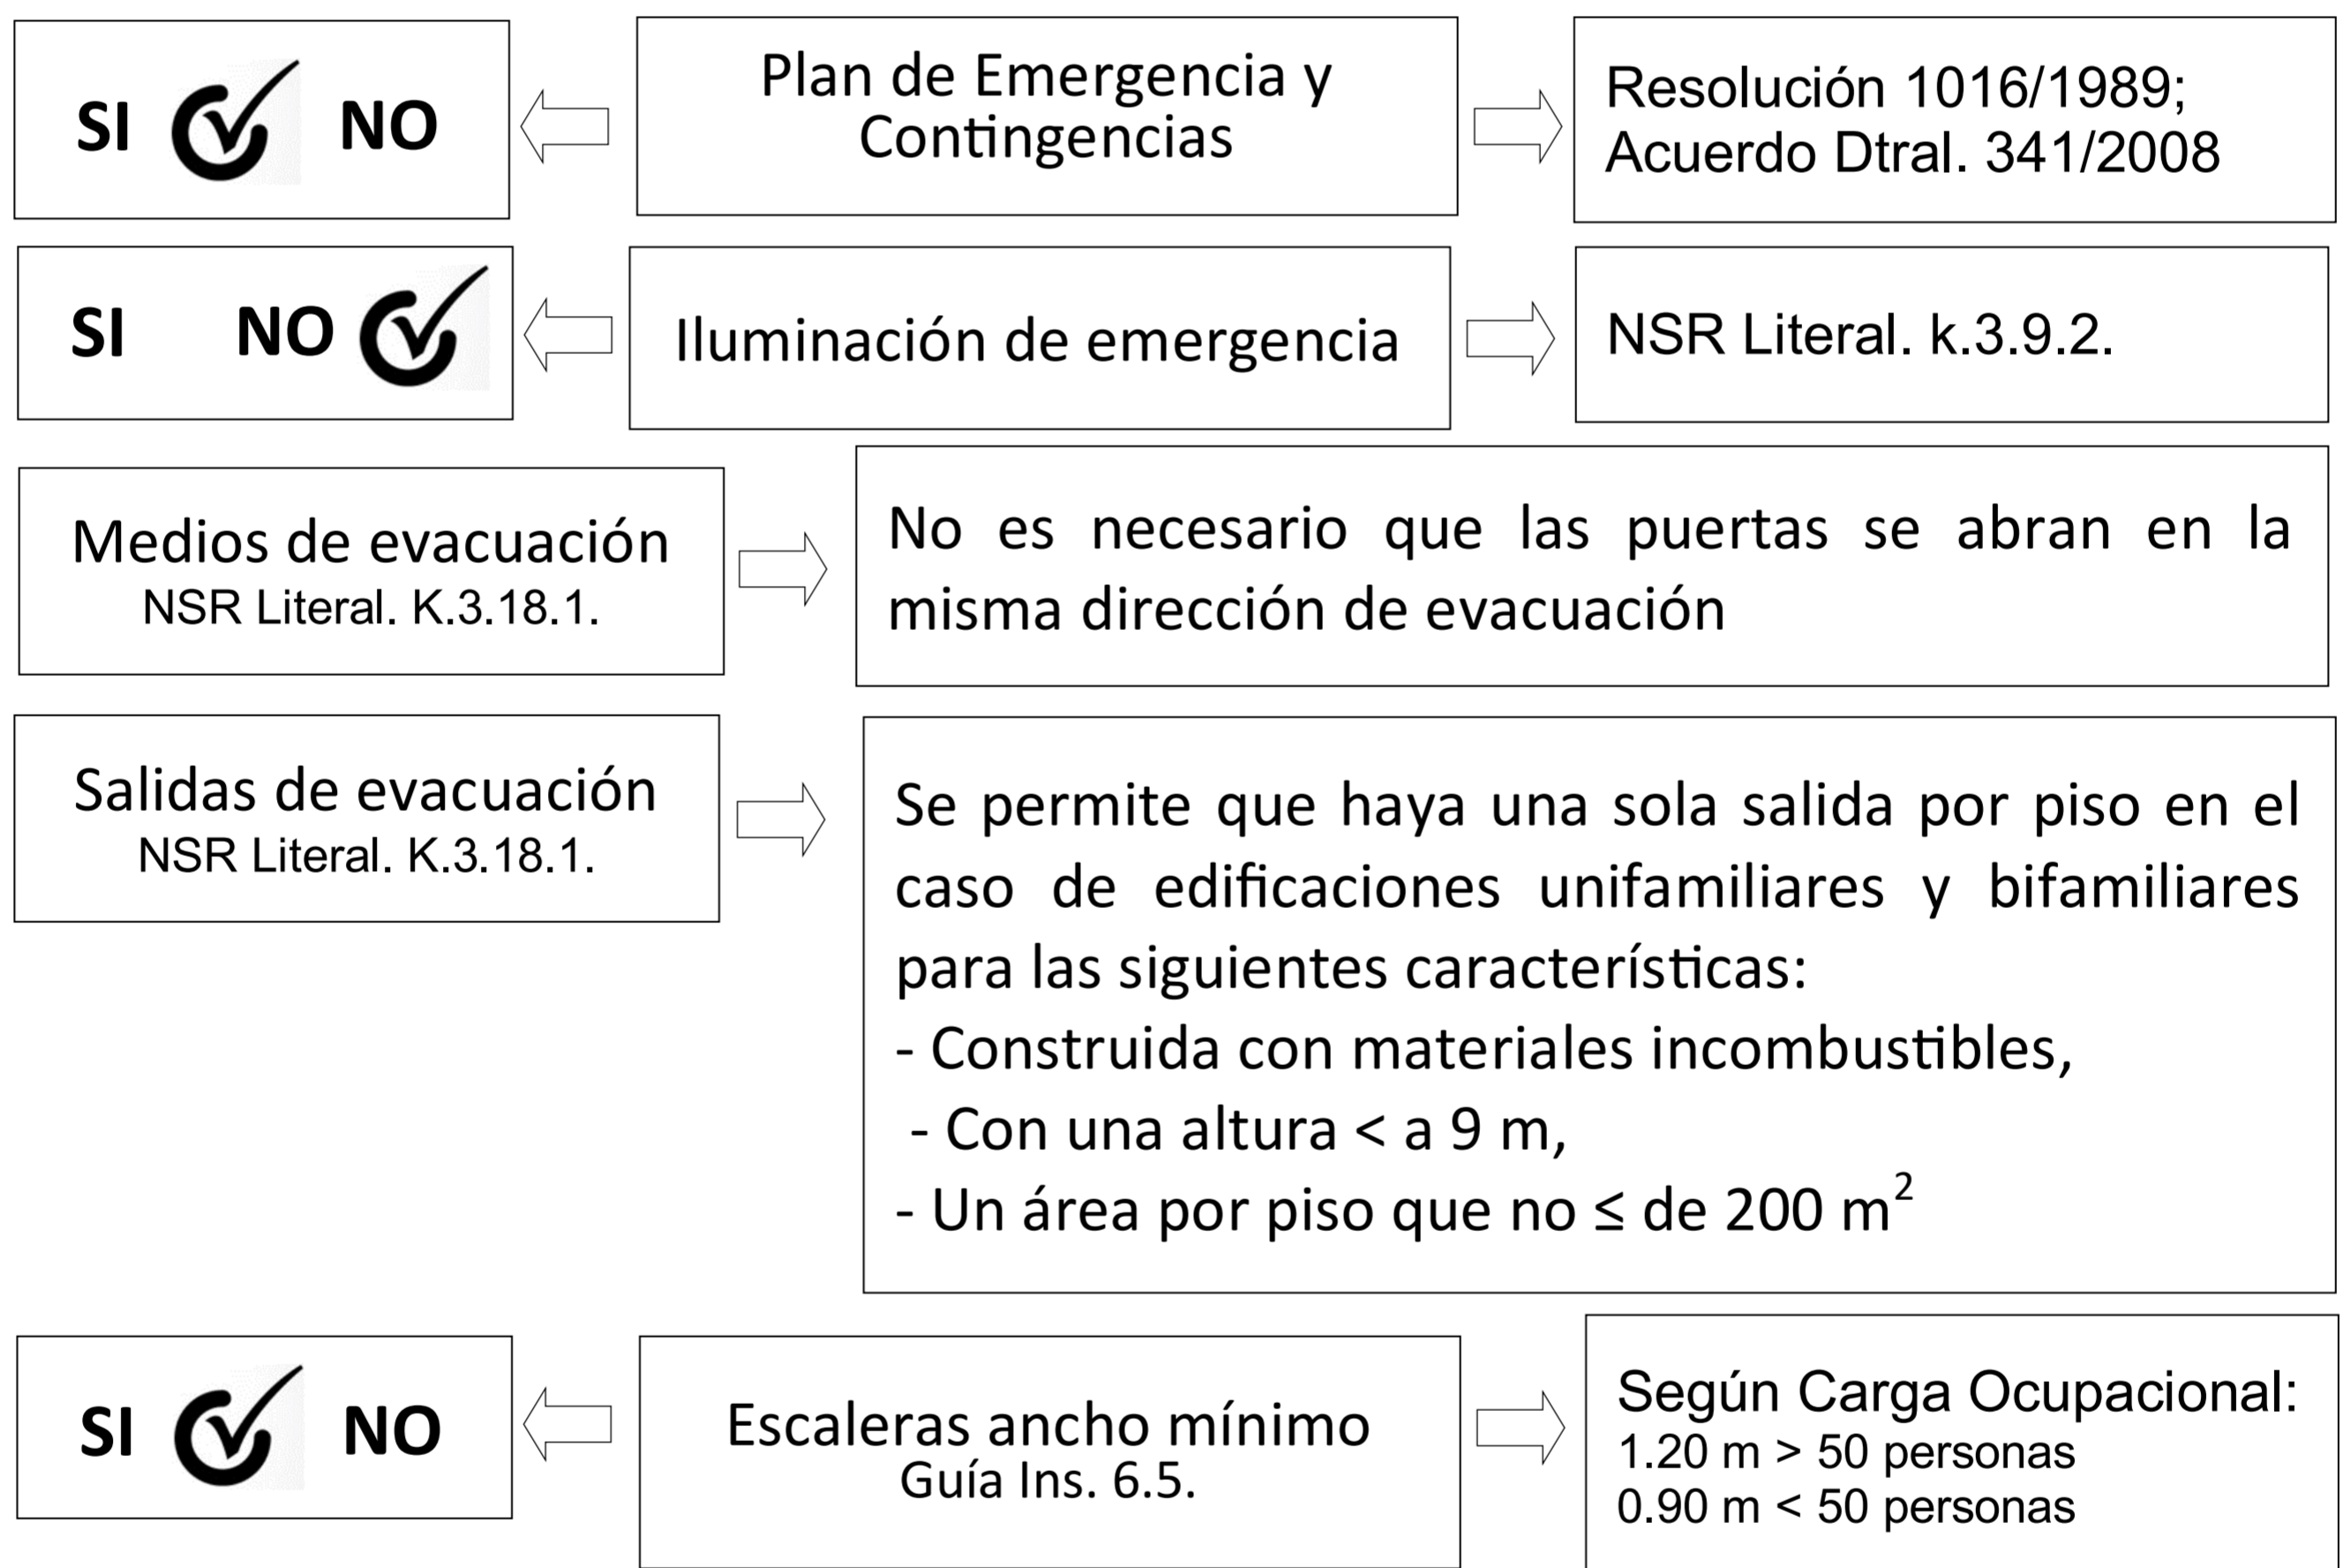 SI NO
Plan de Emergencia y
Contingencias
Resolución 1016/1989;
Acuerdo Dtral. 341/2008
SI NO
Iluminación de emergencia
NSR Literal. k.3.9.2.
Medios de evacuación
NSR Literal. K.3.18.1.
No es necesario que las puertas se abran en la
misma dirección de evacuación
Salidas de evacuación
NSR Literal. K.3.18.1.
Se permite que haya una sola salida por piso en el
caso de edificaciones unifamiliares y bifamiliares
para las siguientes características:
- Construida con materiales incombustibles,
- Con una altura < a 9 m,
- Un área por piso que no ≤ de 200 m²
SI NO
Escaleras ancho mínimo
Guía Ins. 6.5.
Según Carga Ocupacional:
1.20 m > 50 personas
0.90 m < 50 personas